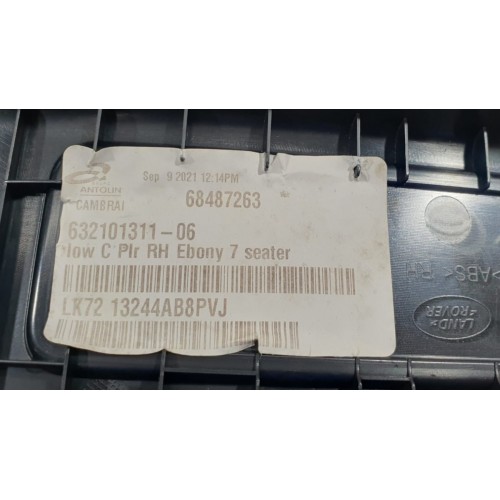 ANTOLIN
CAMBRAI
Sep 9 2021 12:14PM
68487263
632101311-06
low C Plr RH Ebony 7 seater
LK72 13244AB8PVJ
LAND-
ROVER
>ABS<